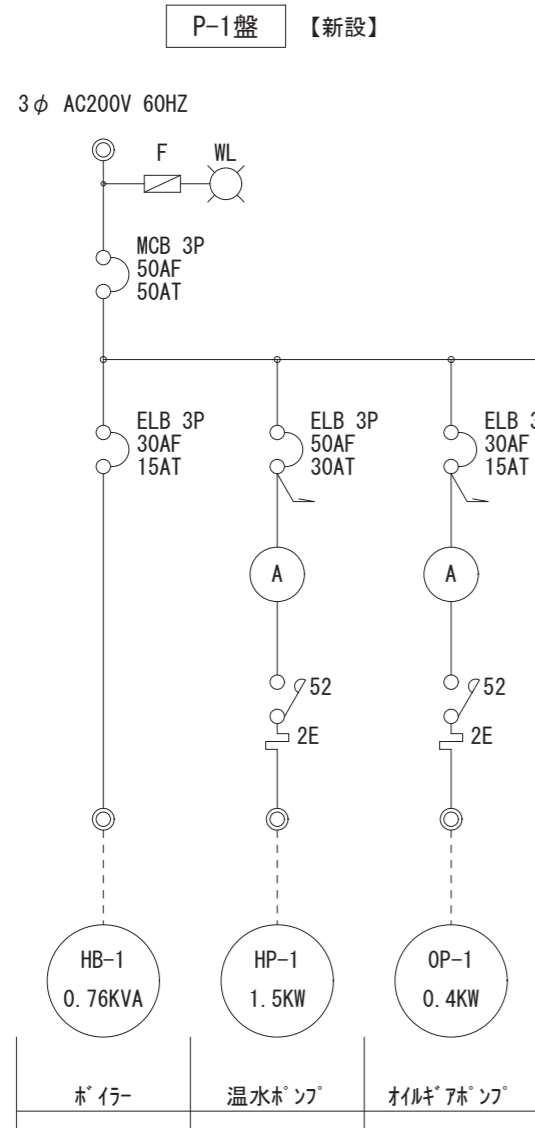 P-1盤 【新設】
3φ AC200V 60HZ
F WL
MCB 3P
50AF
50AT
ELB 3P
30AF
15AT
ELB 3P
50AF
30AT
ELB 3
30AF
15AT
A
A
52
52
2E
2E
HB-1
0.76KVA
HP-1
1.5KW
OP-1
0.4KW
ﾎﾞｲﾗｰ
温水ﾎﾟﾝﾌﾟ
ｵｲﾙｷﾞｱﾎﾟﾝﾌﾟ